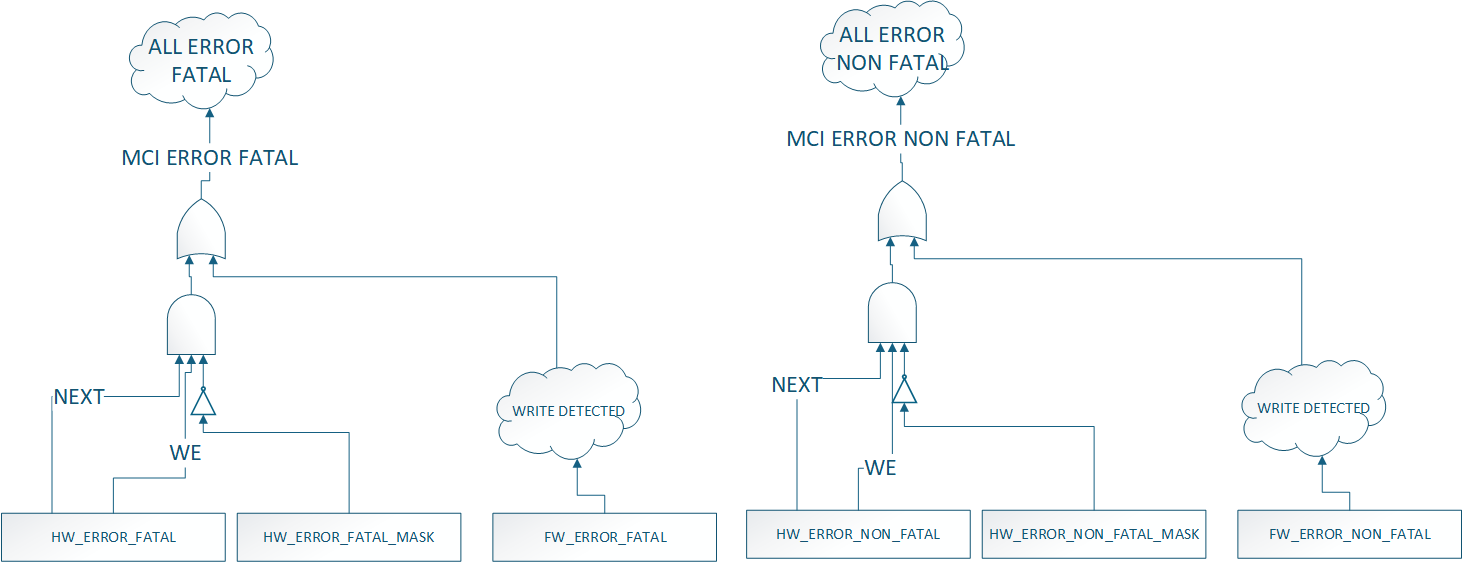 ALL ERROR
FATAL
MCI ERROR FATAL
NEXT
WE
WRITE DETECTED
HW_ERROR_FATAL
HW_ERROR_FATAL_MASK
FW_ERROR_FATAL
ALL ERROR
NON FATAL
MCI ERROR NON FATAL
NEXT
WE
WRITE DETECTED
HW_ERROR_NON_FATAL
HW_ERROR_NON_FATAL_MASK
FW_ERROR_NON_FATAL